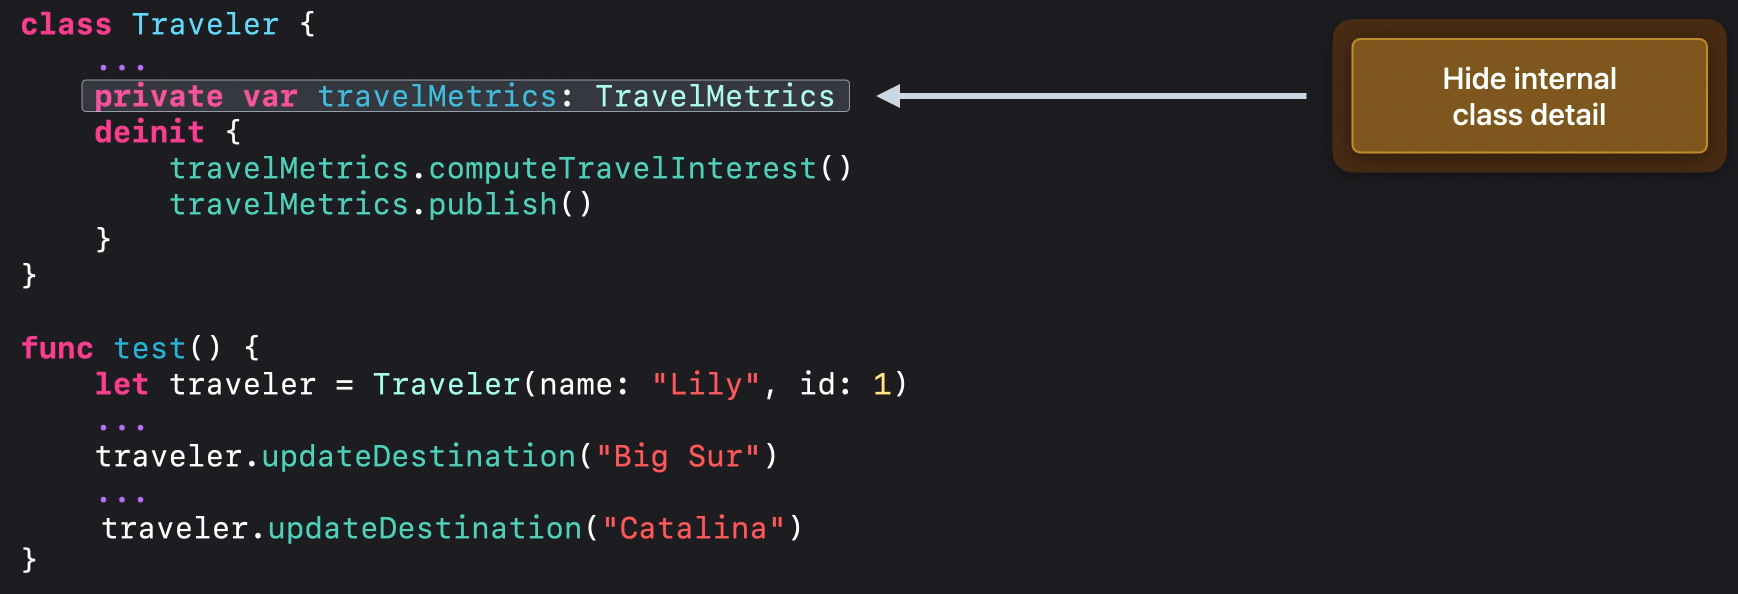 class Traveler {
...
private var travelMetrics: TravelMetrics
deinit {
travelMetrics.computeTravelInterest()
travelMetrics.publish()
}
}
func test() {
let traveler = Traveler(name: "Lily", id: 1)
...
traveler.updateDestination("Big Sur")
...
traveler.updateDestination("Catalina")
}
Hide internal
class detail